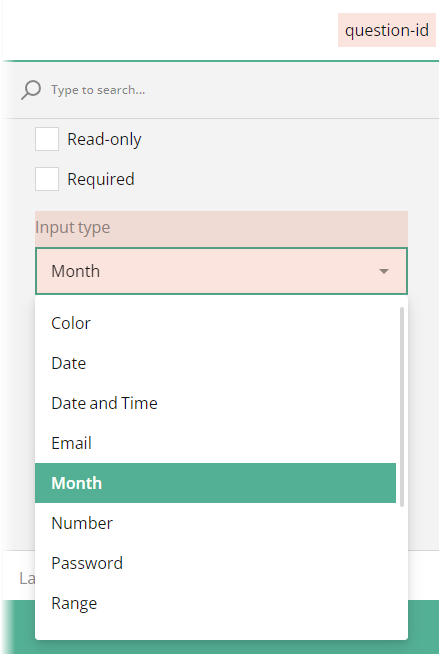 question-id
Type to search...
Read-only
Required
Input type
Month
Color
Date
Date and Time
Email
Month
Number
Password
Range
La